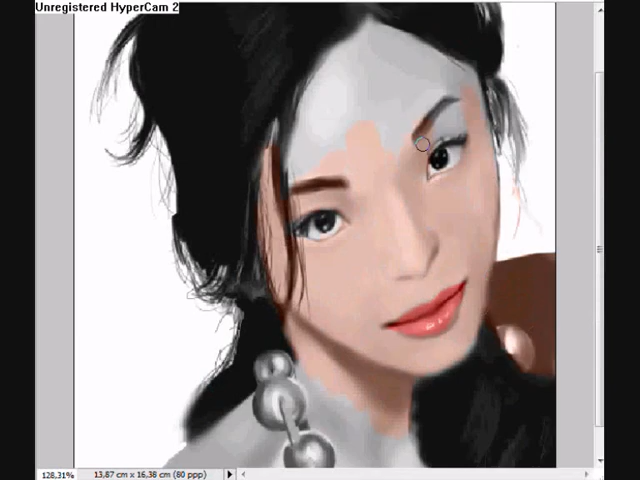 Unregistered HyperCam 2
128,31%
13,87 cm x 16,38 cm (80 ppp)